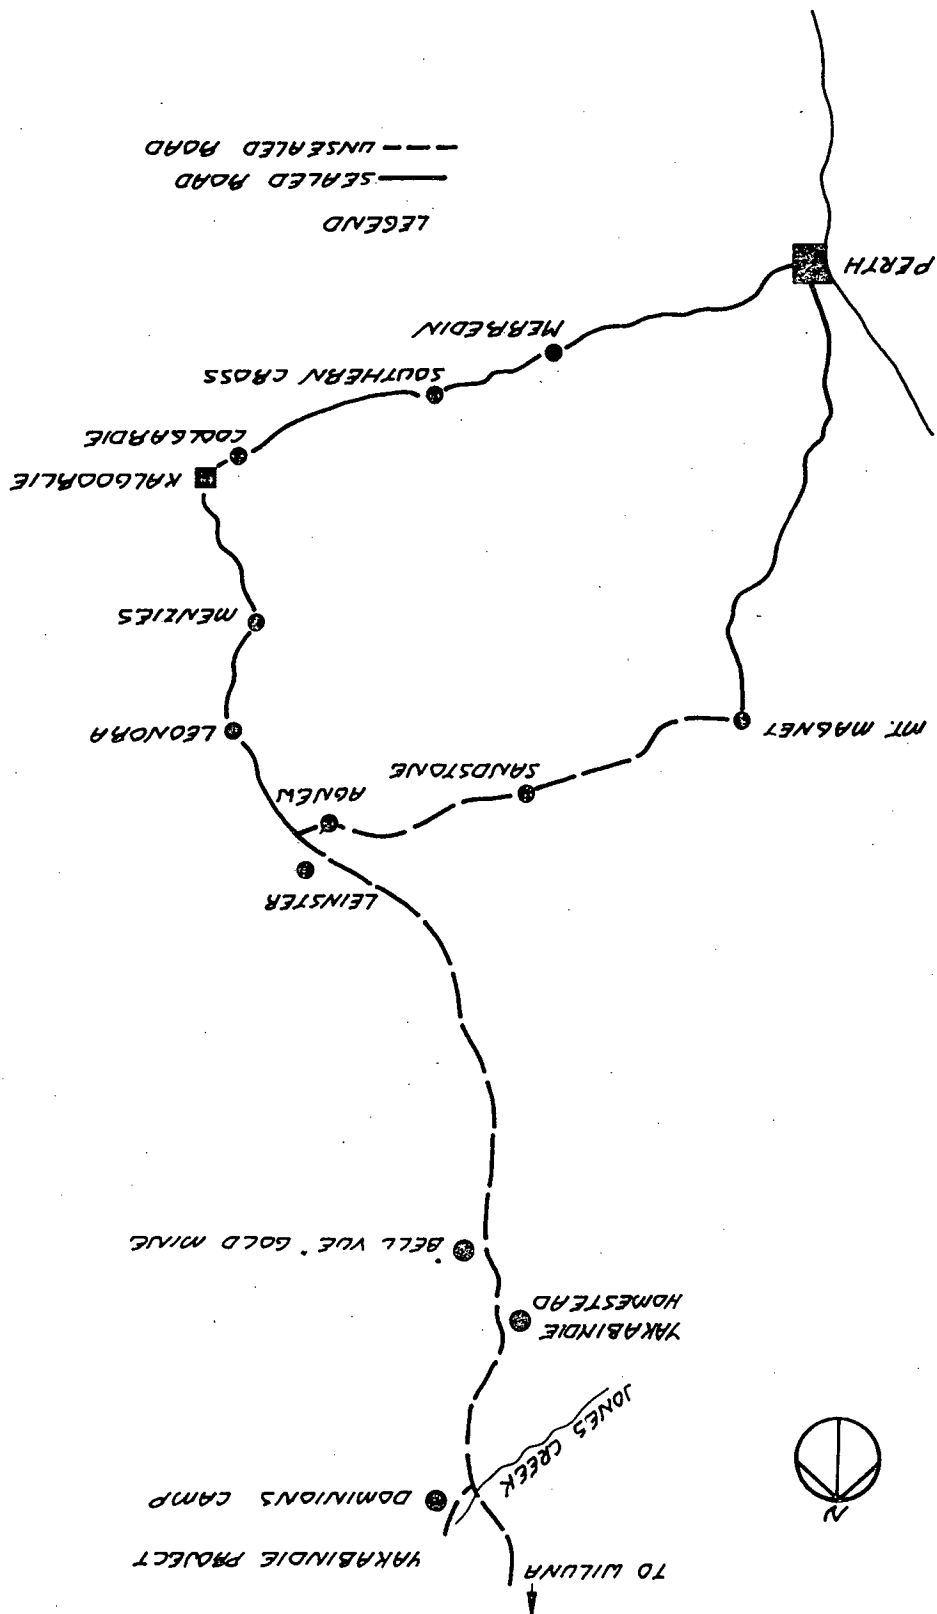 TO WILUNA
YAKABINDIE PROJECT
N
DOMINIONS CAMP
JONES CREEK
YAKABINDIE
HOMESTEAD
"BELL VUE" GOLD MINE
LEINSTER
AGNEW
SANDSTONE
MT. MAGNET
LEONORA
MENZIES
KALGOORLIE
COOLGARDIE
SOUTHERN CROSS
MERREDIN
PERTH
LEGEND
SEALED ROAD
UNSEALED ROAD